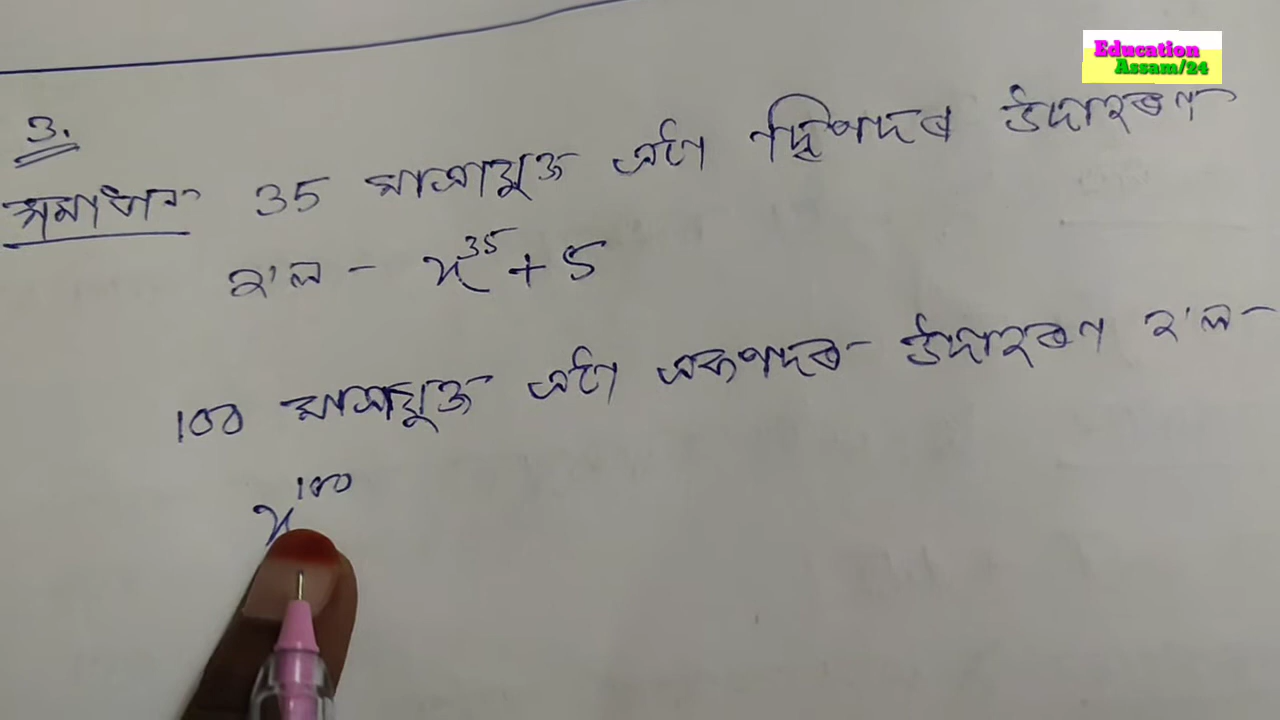 Education
Assam/24
3.
সমাধান 35 মাত্ৰাযুক্ত এটা দ্বিপদৰ উদাহৰণ
হ'ল - x³⁵ + 5
100 মাত্ৰাযুক্ত এটা একপদৰ উদাহৰণ হ'ল -
x¹⁰⁰